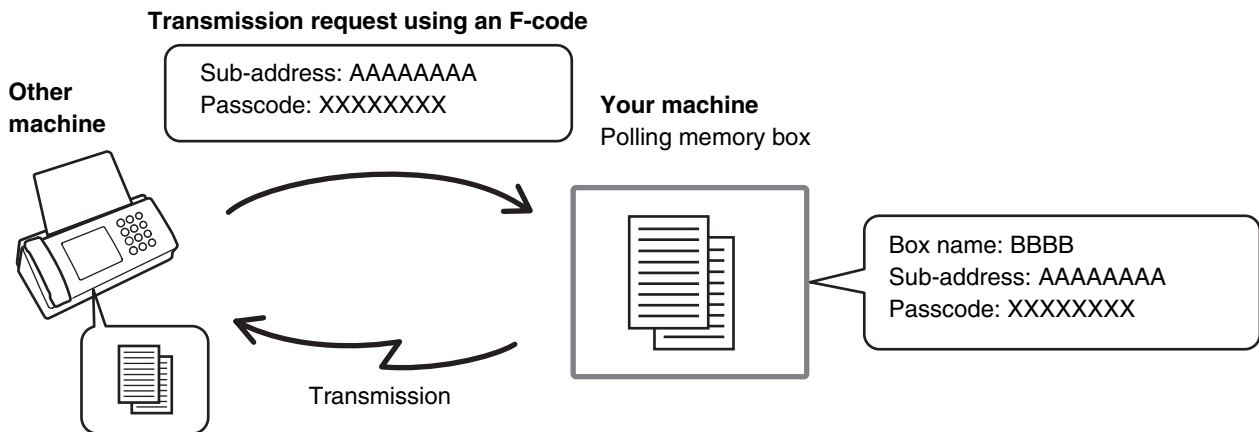 Transmission request using an F-code
Sub-address: AAAAAAAA
Passcode: XXXXXXXX
Other
machine
Your machine
Polling memory box
Box name: BBBB
Sub-address: AAAAAAAA
Passcode: XXXXXXXX
Transmission